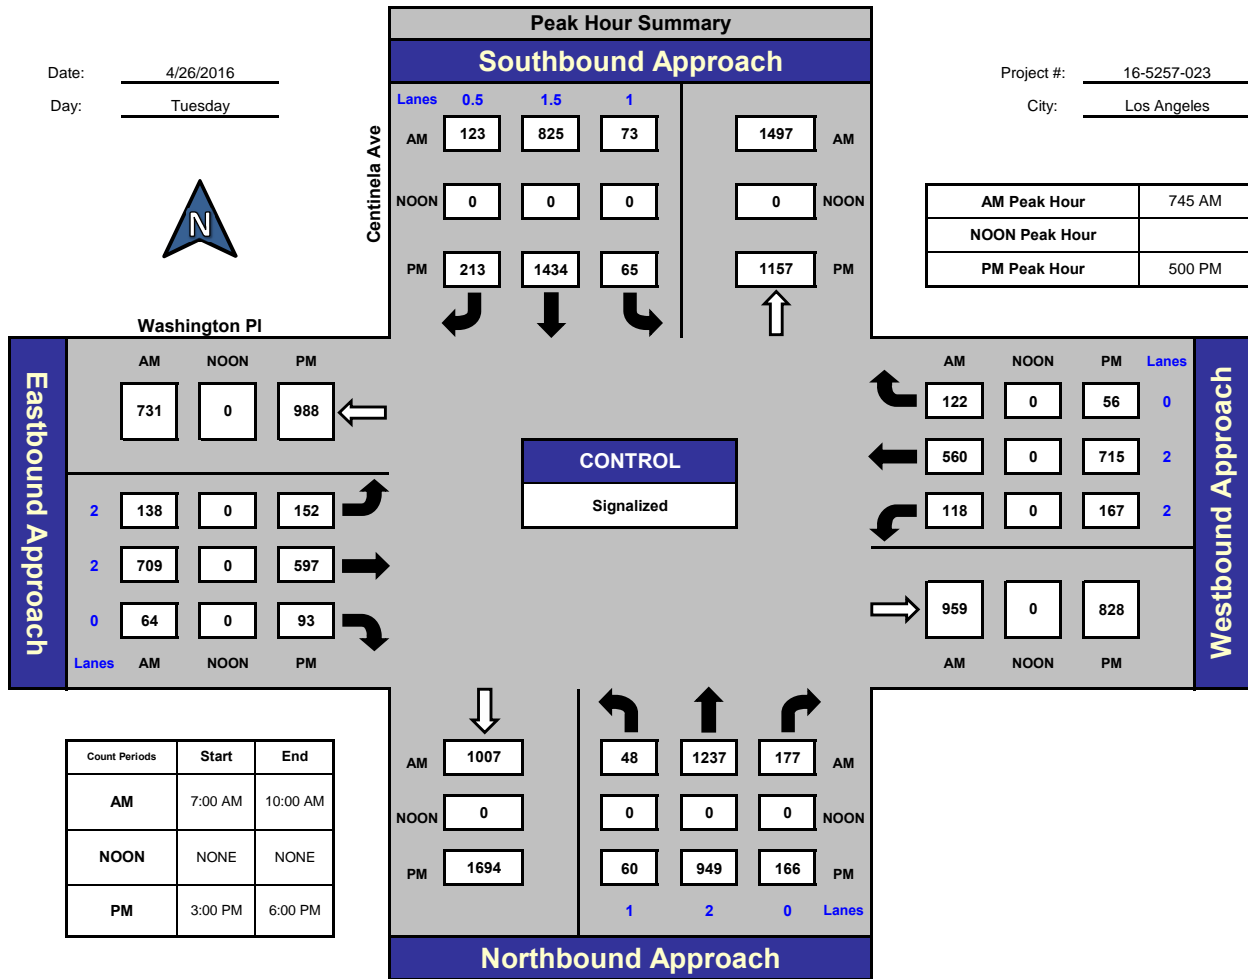 Peak Hour Summary
Southbound Approach
Date: 4/26/2016
Day: Tuesday
Project #: 16-5257-023
City: Los Angeles
Centinela Ave
Lanes 0.5 1.5 1
AM 123 825 73 1497 AM
NOON 0 0 0 0 NOON
PM 213 1434 65 1157 PM
N
AM Peak Hour 745 AM
NOON Peak Hour
PM Peak Hour 500 PM
Washington Pl
Eastbound Approach
AM NOON PM
731 0 988
2 138 0 152
2 709 0 597
0 64 0 93
Lanes AM NOON PM
CONTROL
Signalized
AM NOON PM Lanes
122 0 56 0
560 0 715 2
118 0 167 2
959 0 828
AM NOON PM
Westbound Approach
Count Periods Start End
AM 7:00 AM 10:00 AM
NOON NONE NONE
PM 3:00 PM 6:00 PM
AM 1007 48 1237 177 AM
NOON 0 0 0 0 NOON
PM 1694 60 949 166 PM
1 2 0 Lanes
Northbound Approach